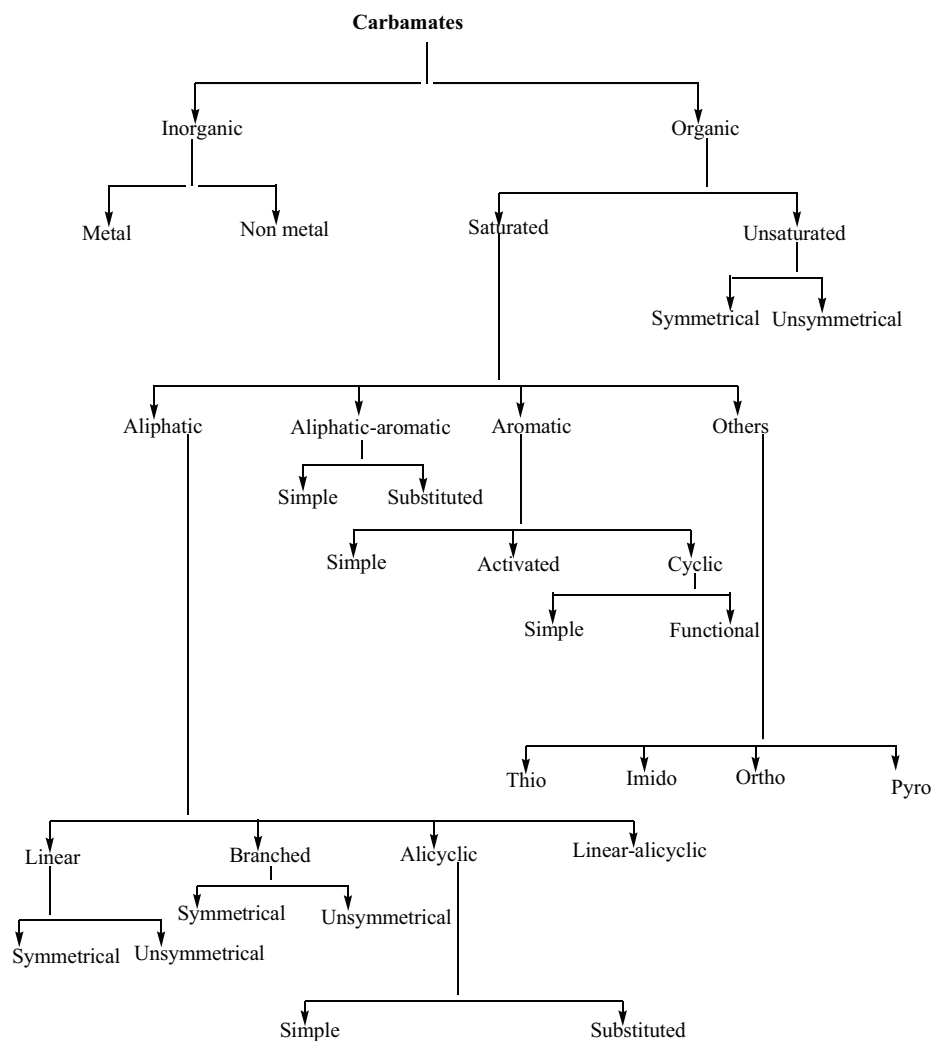 Carbamates
Inorganic
Organic
Metal
Non metal
Saturated
Unsaturated
Symmetrical
Unsymmetrical
Aliphatic
Aliphatic-aromatic
Aromatic
Others
Simple
Substituted
Simple
Activated
Cyclic
Simple
Functional
Thio
Imido
Ortho
Pyro
Linear
Branched
Alicyclic
Linear-alicyclic
Symmetrical
Unsymmetrical
Symmetrical
Unsymmetrical
Simple
Substituted